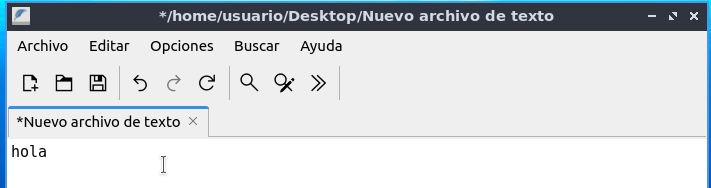 */home/usuario/Desktop/Nuevo archivo de texto
Archivo Editar Opciones Buscar Ayuda
*Nuevo archivo de texto
hola